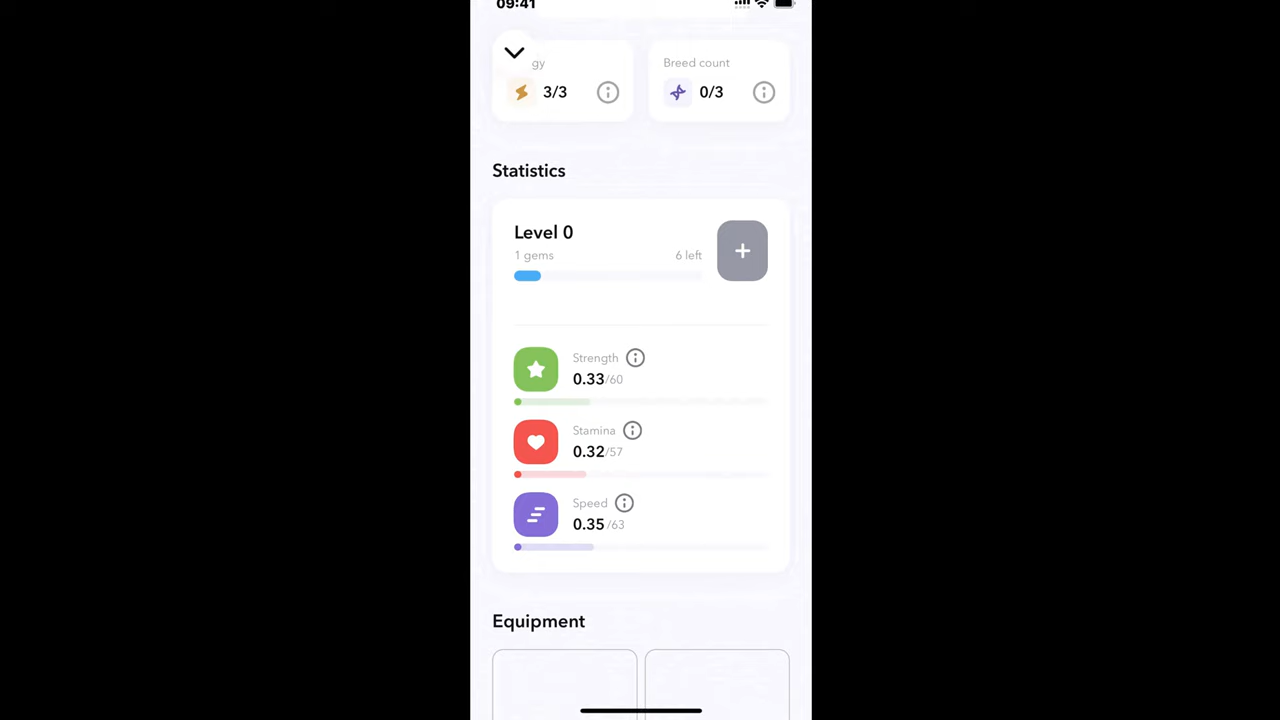 09:41
gy
3/3
Breed count
0/3
Statistics
Level 0
1 gems
6 left
+
Strength
0.33/60
Stamina
0.32/57
Speed
0.35/63
Equipment